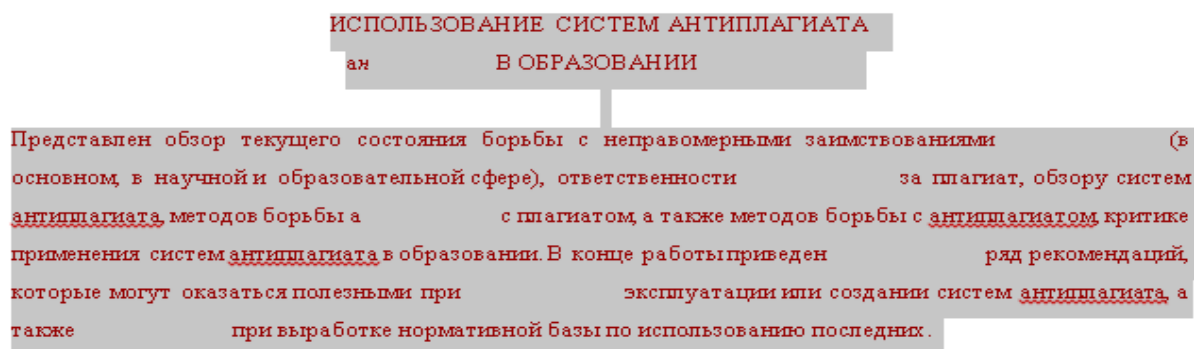 ИСПОЛЬЗОВАНИЕ СИСТЕМ АНТИПЛАГИАТА
ан В ОБРАЗОВАНИИ
Представлен обзор текущего состояния борьбы с неправомерными заимствованиями (в
основном, в научной и образовательной сфере), ответственности за плагиат, обзору систем
антиплагиата, методов борьбы а с плагиатом, а также методов борьбы с антиплагиатом, критике
применения систем антиплагиата в образовании. В конце работы приведен ряд рекомендаций,
которые могут оказаться полезными при эксплуатации или создании систем антиплагиата, а
также при выработке нормативной базы по использованию последних.